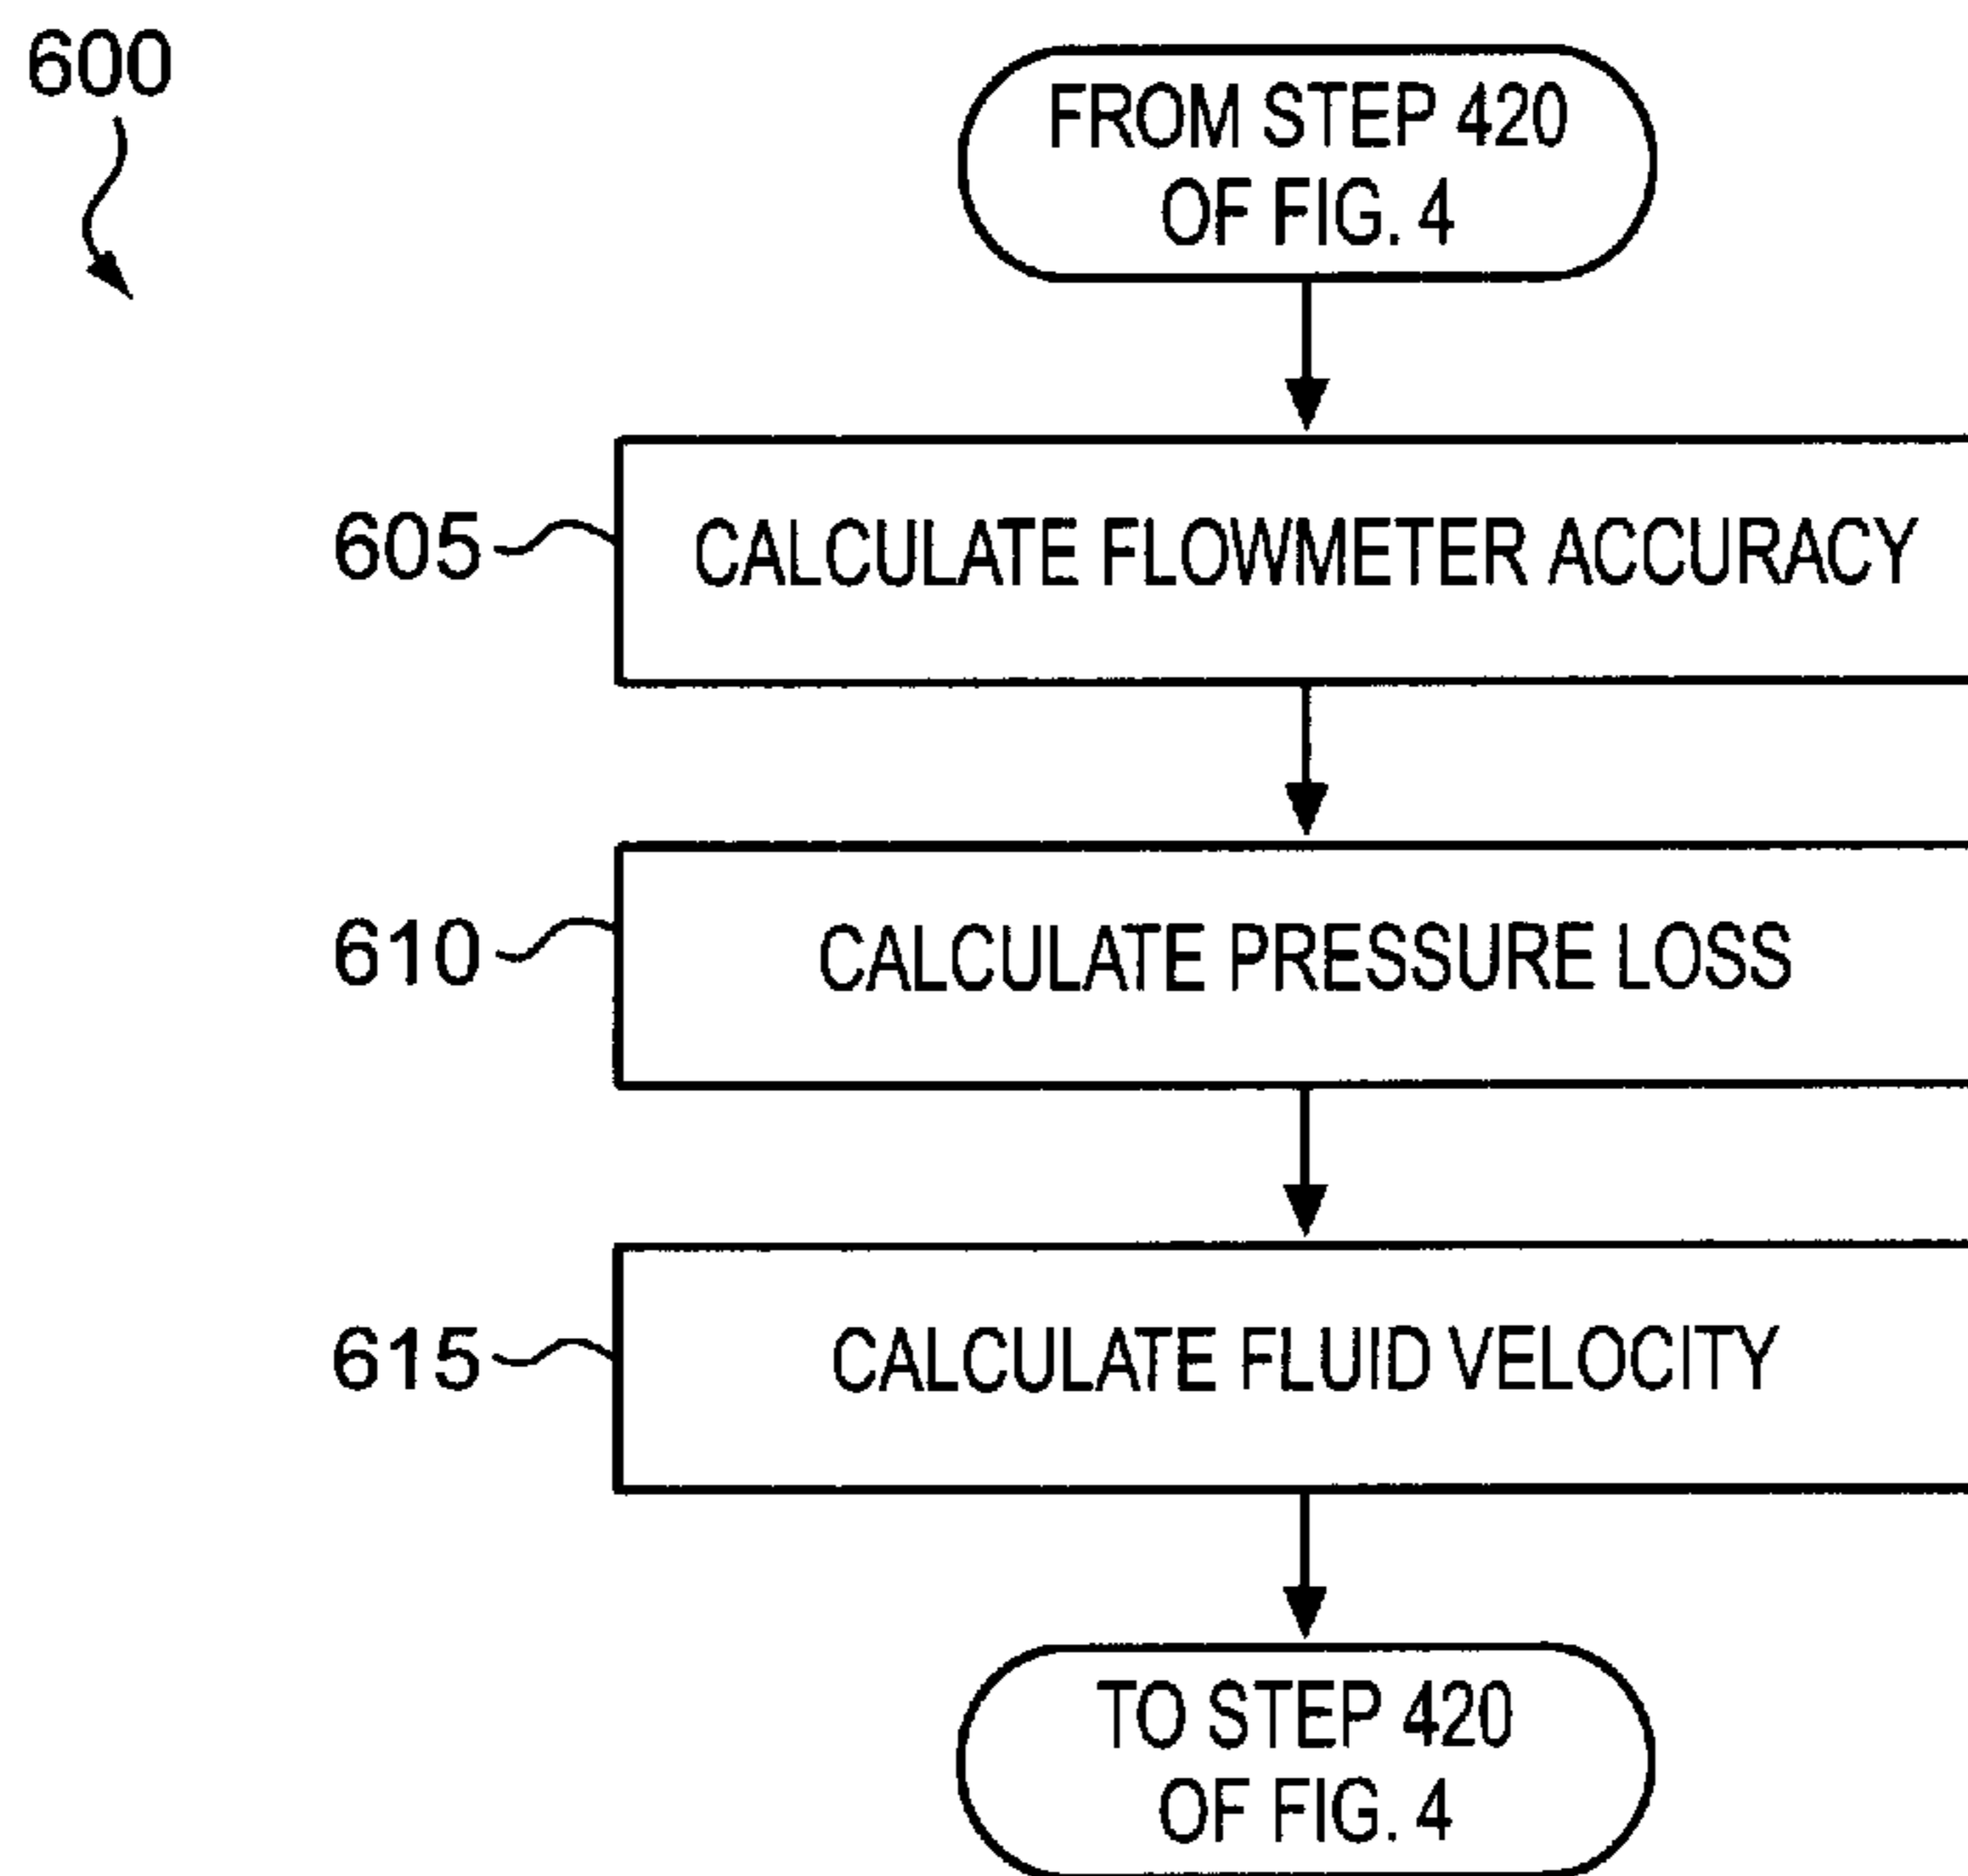 600
FROM STEP 420
OF FIG. 4
605
CALCULATE FLOWMETER ACCURACY
610
CALCULATE PRESSURE LOSS
615
CALCULATE FLUID VELOCITY
TO STEP 420
OF FIG. 4